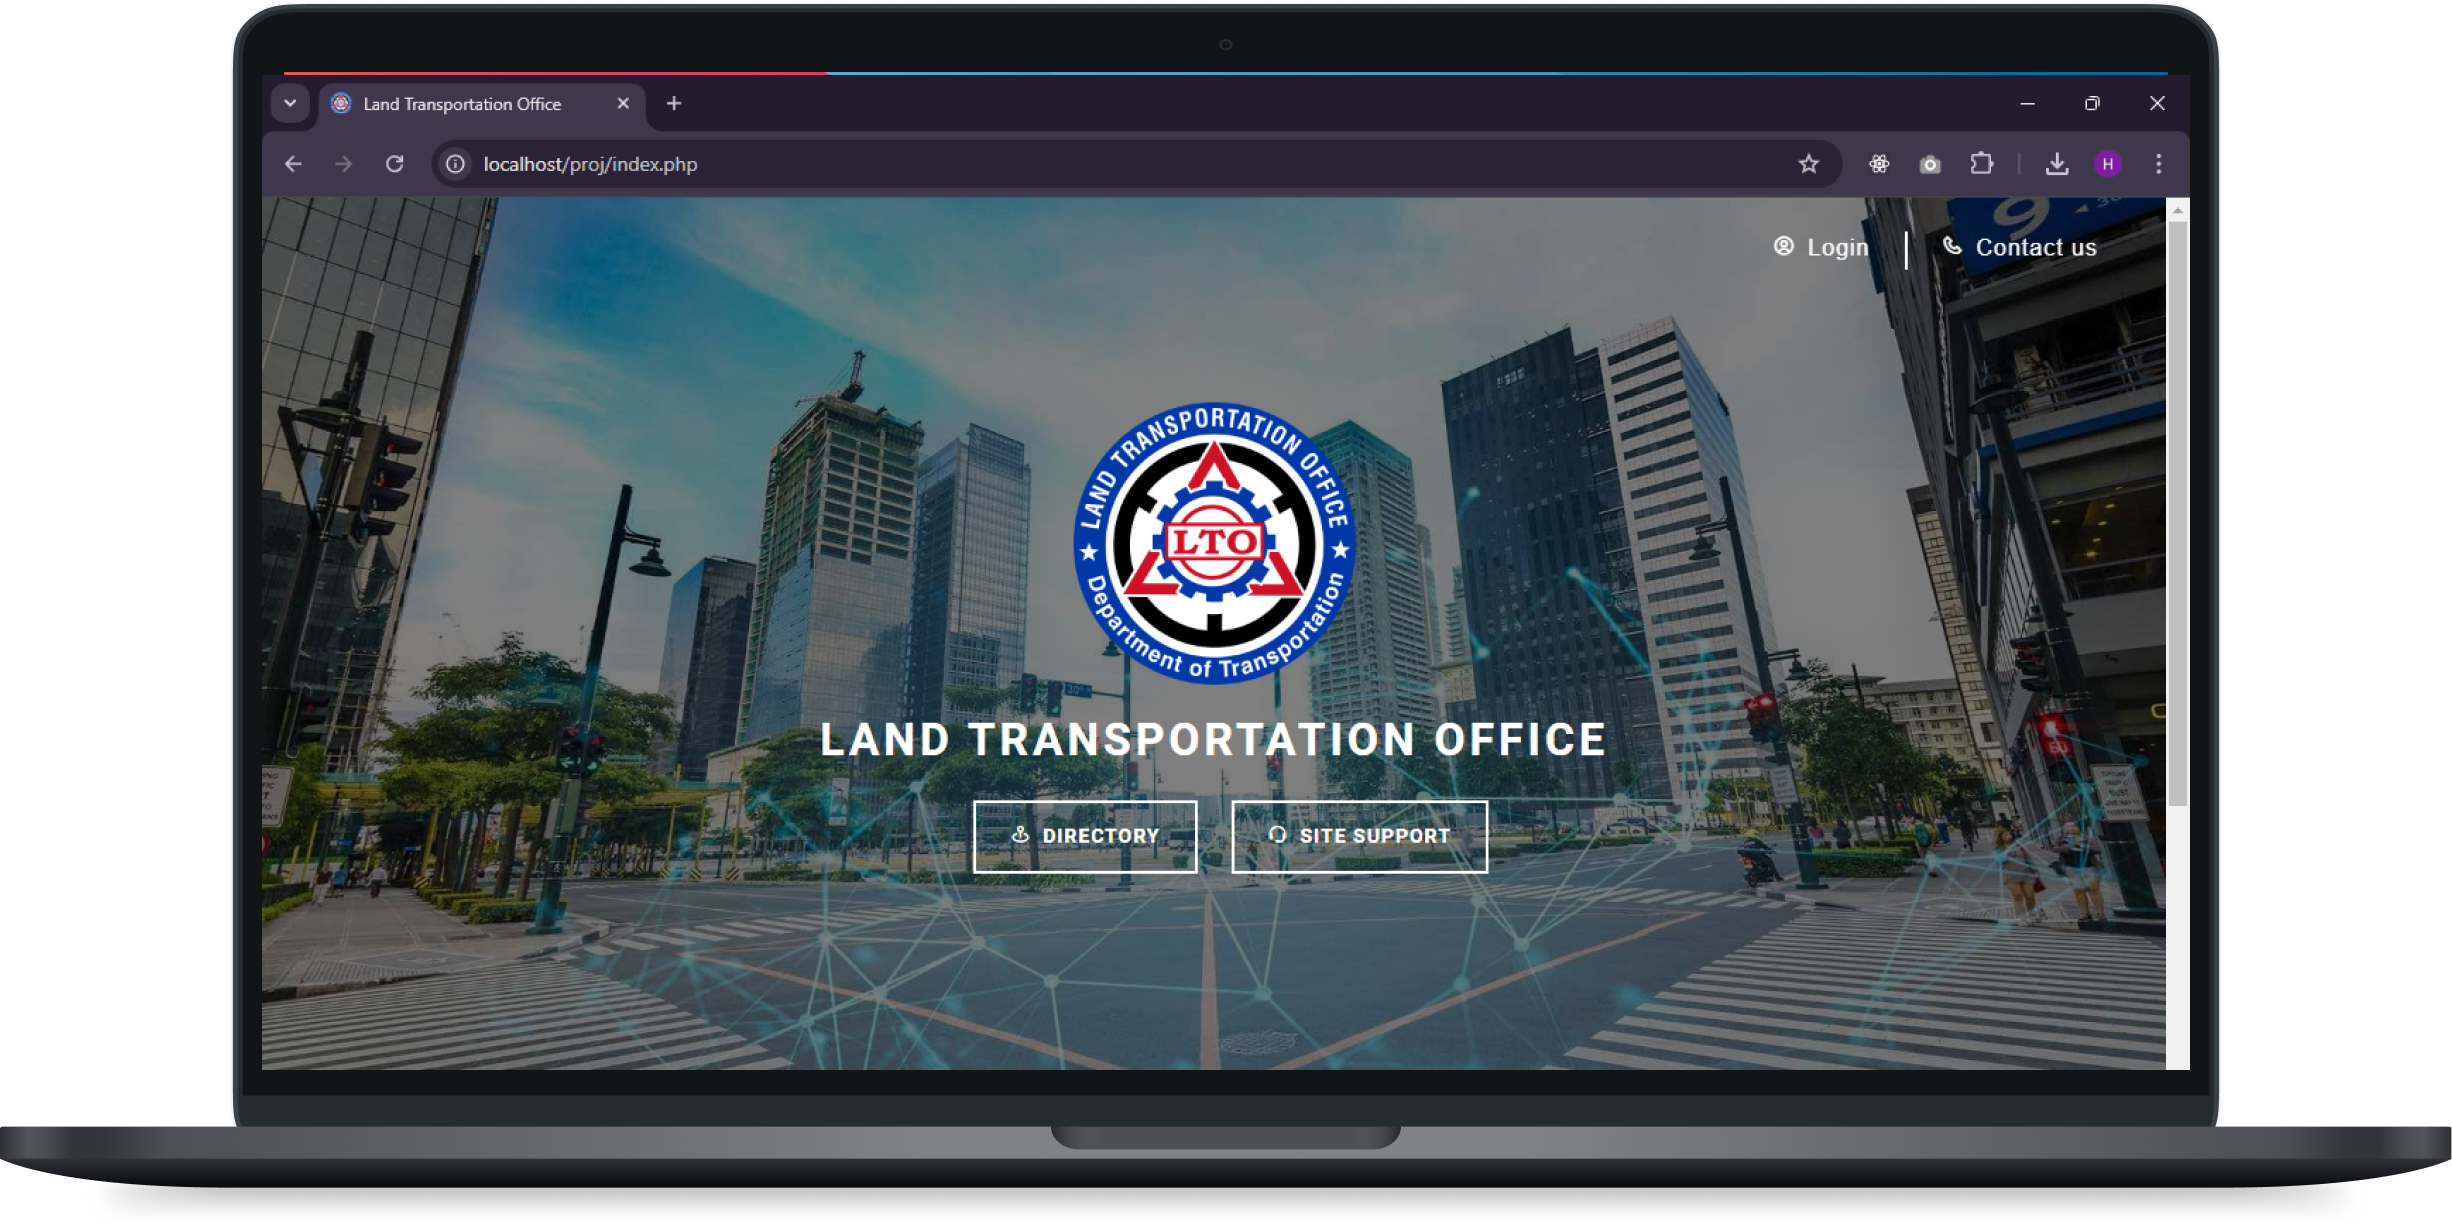 Land Transportation Office
localhost/proj/index.php
H
Login
Contact us
LAND TRANSPORTATION OFFICE
LTO
Department of Transportation
LAND TRANSPORTATION OFFICE
DIRECTORY
SITE SUPPORT